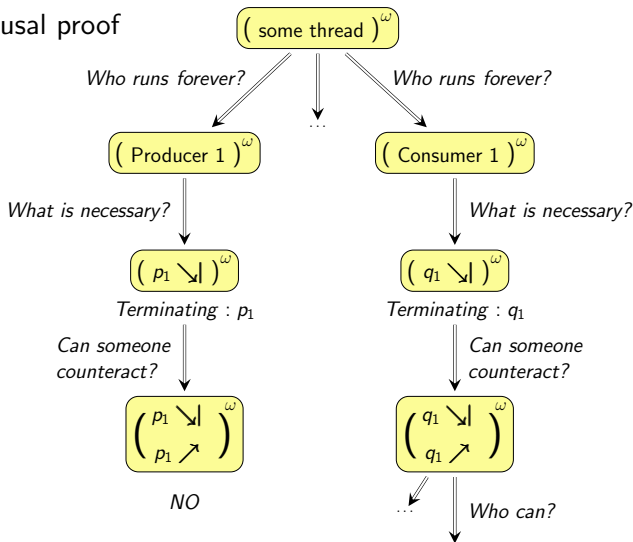 usal proof
( some thread )^ω
Who runs forever? Who runs forever?
...
( Producer 1 )^ω ( Consumer 1 )^ω
What is necessary? What is necessary?
( p₁ ↘| )^ω ( q₁ ↘| )^ω
Terminating : p₁ Terminating : q₁
Can someone Can someone
counteract? counteract?
( p₁ ↘| )^ω ( q₁ ↘| )^ω
p₁ ↗ q₁ ↗
NO ... Who can?